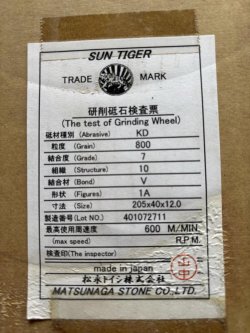 SUN TIGER
TRADE MARK
研削砥石検査票
(The test of Grinding Wheel)
砥材種別 (Abrasive) KD
粒度 (Grain) 800
結合度 (Grade) 7
組織 (Structure) 10
結合材 (Bond) V
形状 (Figures) 1A
寸法 (Size) 205x40x12.0
製造番号 (Lot NO.) 401072711
最高使用周速度 600 M/MIN
(max speed) R.P.M.
検査印 (The inspector)
made in japan
松永トイシ株式会社
MATSUNAGA STONE CO.,LTD.